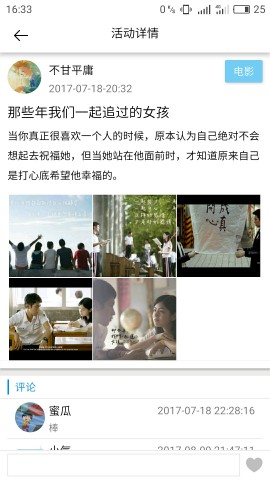 16:33
0% 25
活动详情
不甘平庸
2017-07-18-20:32
电影
那些年我们一起追过的女孩
当你真正很喜欢一个人的时候，原本认为自己绝对不会
想起去祝福她，但当她站在他面前时，才知道原来自己
是打心底希望他幸福的。
评论
蜜瓜
2017-07-18 22:28:16
棒